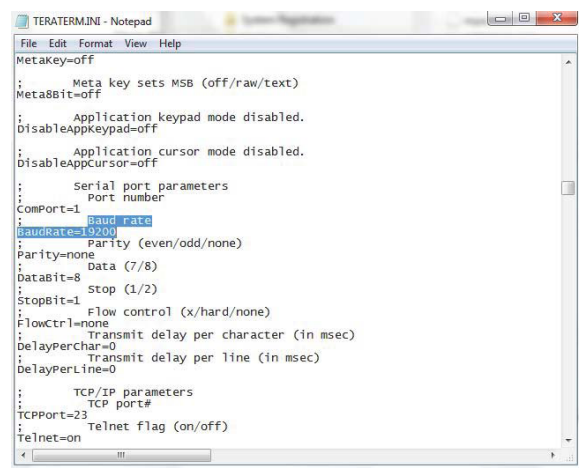 TERATERM.INI - Notepad
File Edit Format View Help
MetaKey=off
; Meta key sets MSB (off/raw/text)
Meta8Bit=off
; Application keypad mode disabled.
DisableAppKeypad=off
; Application cursor mode disabled.
DisableAppCursor=off
; Serial port parameters
; Port number
ComPort=1
; Baud rate
BaudRate=19200
; Parity (even/odd/none)
Parity=none
; Data (7/8)
DataBit=8
; Stop (1/2)
StopBit=1
; Flow control (x/hard/none)
FlowCtrl=none
; Transmit delay per character (in msec)
DelayPerChar=0
; Transmit delay per line (in msec)
DelayPerLine=0
; TCP/IP parameters
; TCP port#
TCPPort=23
; Telnet flag (on/off)
Telnet=on